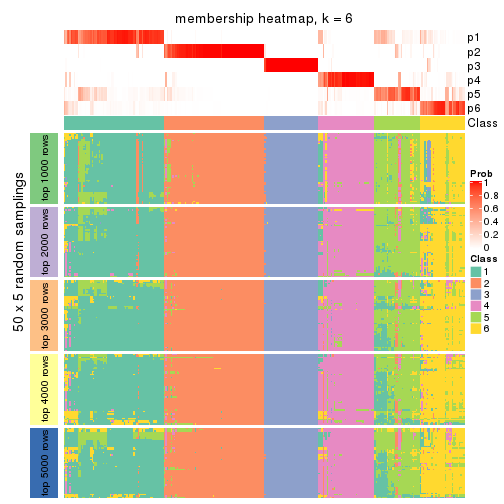 membership heatmap, k = 6
p1
p2
p3
p4
p5
p6
Class
50 x 5 random samplings
top 1000 rows
top 2000 rows
top 3000 rows
top 4000 rows
top 5000 rows
Prob
1
0.8
0.6
0.4
0.2
0
Class
1
2
3
4
5
6